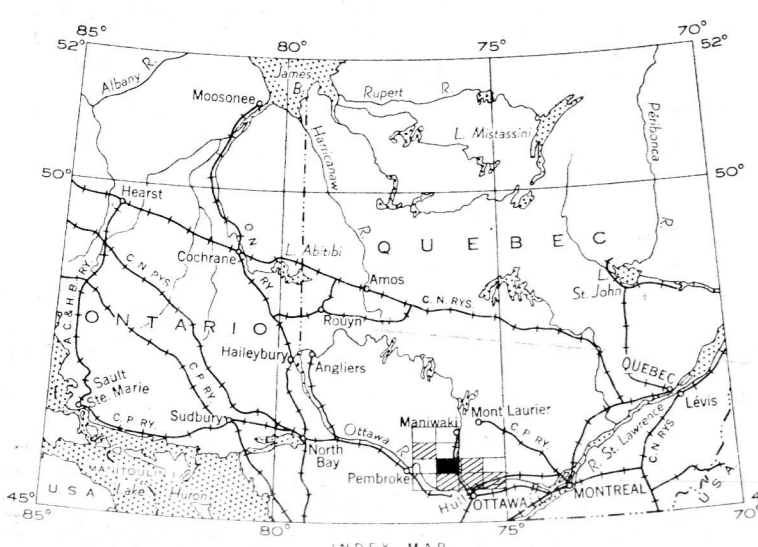 85°
80°
75°
70°
52°
52°
Albany R.
James
B.
Moosonee
Rupert R.
L. Mistassini
Péribonca
R.
Harricanaw
R.
50°
50°
Hearst
O. N. RY.
Cochrane
L. Abitibi
QUEBEC
C. N. RYS.
Amos
C. N. RYS.
L.
St. John
A.C. & H.B. RY.
ONTARIO
Rouyn
Haileybury
Angliers
C. P. RY.
QUEBEC
Lévis
Sault
Ste. Marie
C. P. RY.
Sudbury
Maniwaki
Mont Laurier
C. P. RY.
R. St. Lawrence
C.N. RYS.
North
Bay
Ottawa R.
Pembroke
MANITOULIN
Lake Huron
U S A
Hull
OTTAWA
MONTREAL
U S A
45°
85°
80°
75°
70°
INDEX MAP